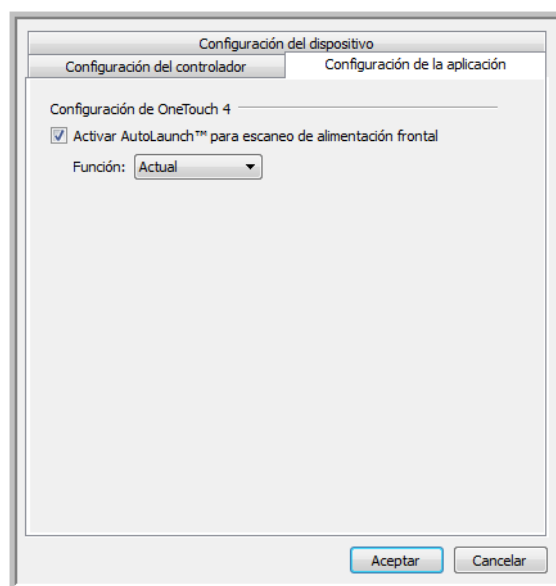 Configuración del dispositivo
Configuración del controlador
Configuración de la aplicación
Configuración de OneTouch 4
Activar AutoLaunch™ para escaneo de alimentación frontal
Función: Actual
Aceptar Cancelar